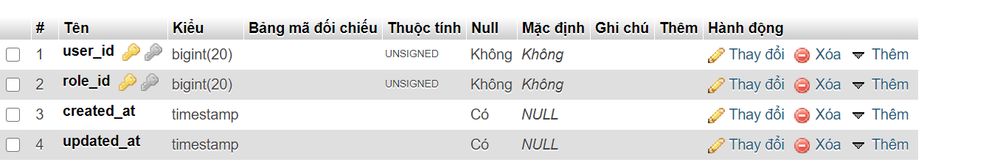 # Tên Kiểu Bảng mã đối chiếu Thuộc tính Null Mặc định Ghi chú Thêm Hành động
1 user_id bigint(20) UNSIGNED Không Không Thay đổi Xóa Thêm
2 role_id bigint(20) UNSIGNED Không Không Thay đổi Xóa Thêm
3 created_at timestamp Có NULL Thay đổi Xóa Thêm
4 updated_at timestamp Có NULL Thay đổi Xóa Thêm